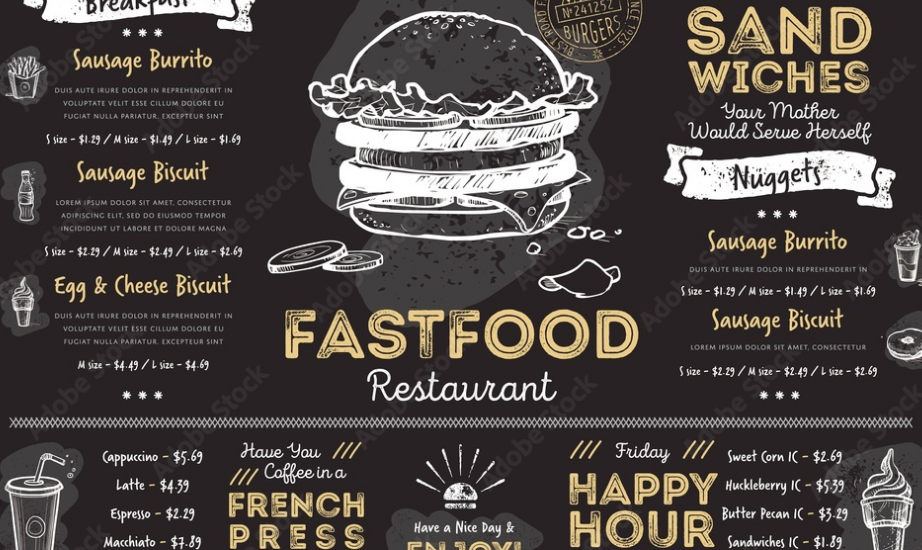 Breakfast
Sausage Burrito
DUIS AUTE IRURE DOLOR IN REPREHENDERIT IN
VOLUPTATE VELIT ESSE CILLUM DOLORE EU
FUGIAT NULLA PARIATUR. EXCEPTEUR SINT
S size - $1.29 / M size - $1.49 / L size - $1.69
Sausage Biscuit
LOREM IPSUM DOLOR SIT AMET, CONSECTETUR
ADIPISCING ELIT, SED DO EIUSMOD TEMPOR
INCIDIDUNT UT LABORE ET DOLORE MAGNA
S size - $2.29 / M size - $2.49 / L size - $2.69
Egg & Cheese Biscuit
DUIS AUTE IRURE DOLOR IN REPREHENDERIT IN
VOLUPTATE VELIT ESSE CILLUM DOLORE EU
FUGIAT NULLA PARIATUR. EXCEPTEUR SINT
M size - $4.49 / L size - $4.69
№241252
BURGERS
BEST ROAD
SINCE 1925
FASTFOOD
Restaurant
SAND
WICHES
Your Mother
Would Serve Herself
Nuggets
Sausage Burrito
DUIS AUTE IRURE DOLOR IN REPREHENDERIT IN
S size - $1.29 / M size - $1.49 / L size - $1.69
Sausage Biscuit
LOREM IPSUM DOLOR SIT AMET, CONSECTETUR
S size - $2.29 / M size - $2.49 / L size - $2.69
Cappuccino - $5.69
Latte - $4.39
Espresso - $2.29
Macchiato - $7.89
Have You
Coffee in a
FRENCH
PRESS
Have a Nice Day &
ENJOY!
Friday
HAPPY
HOUR
Sweet Corn IC - $2.69
Huckleberry IC - $5.39
Butter Pecan IC - $3.29
Sandwiches IC - $1.89
Adobe Stock